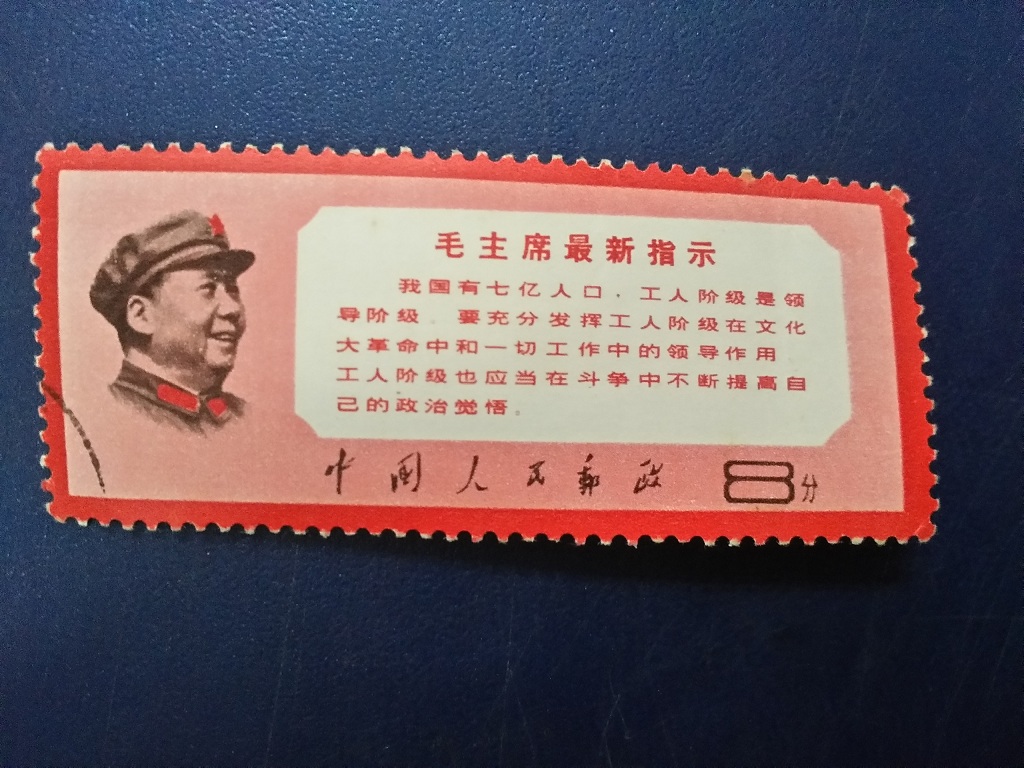 毛主席最新指示
我国有七亿人口，工人阶级是领
导阶级 要充分发挥工人阶级在文化
大革命中和一切工作中的领导作用
工人阶级也应当在斗争中不断提高自
己的政治觉悟。
中国人民邮政 8分